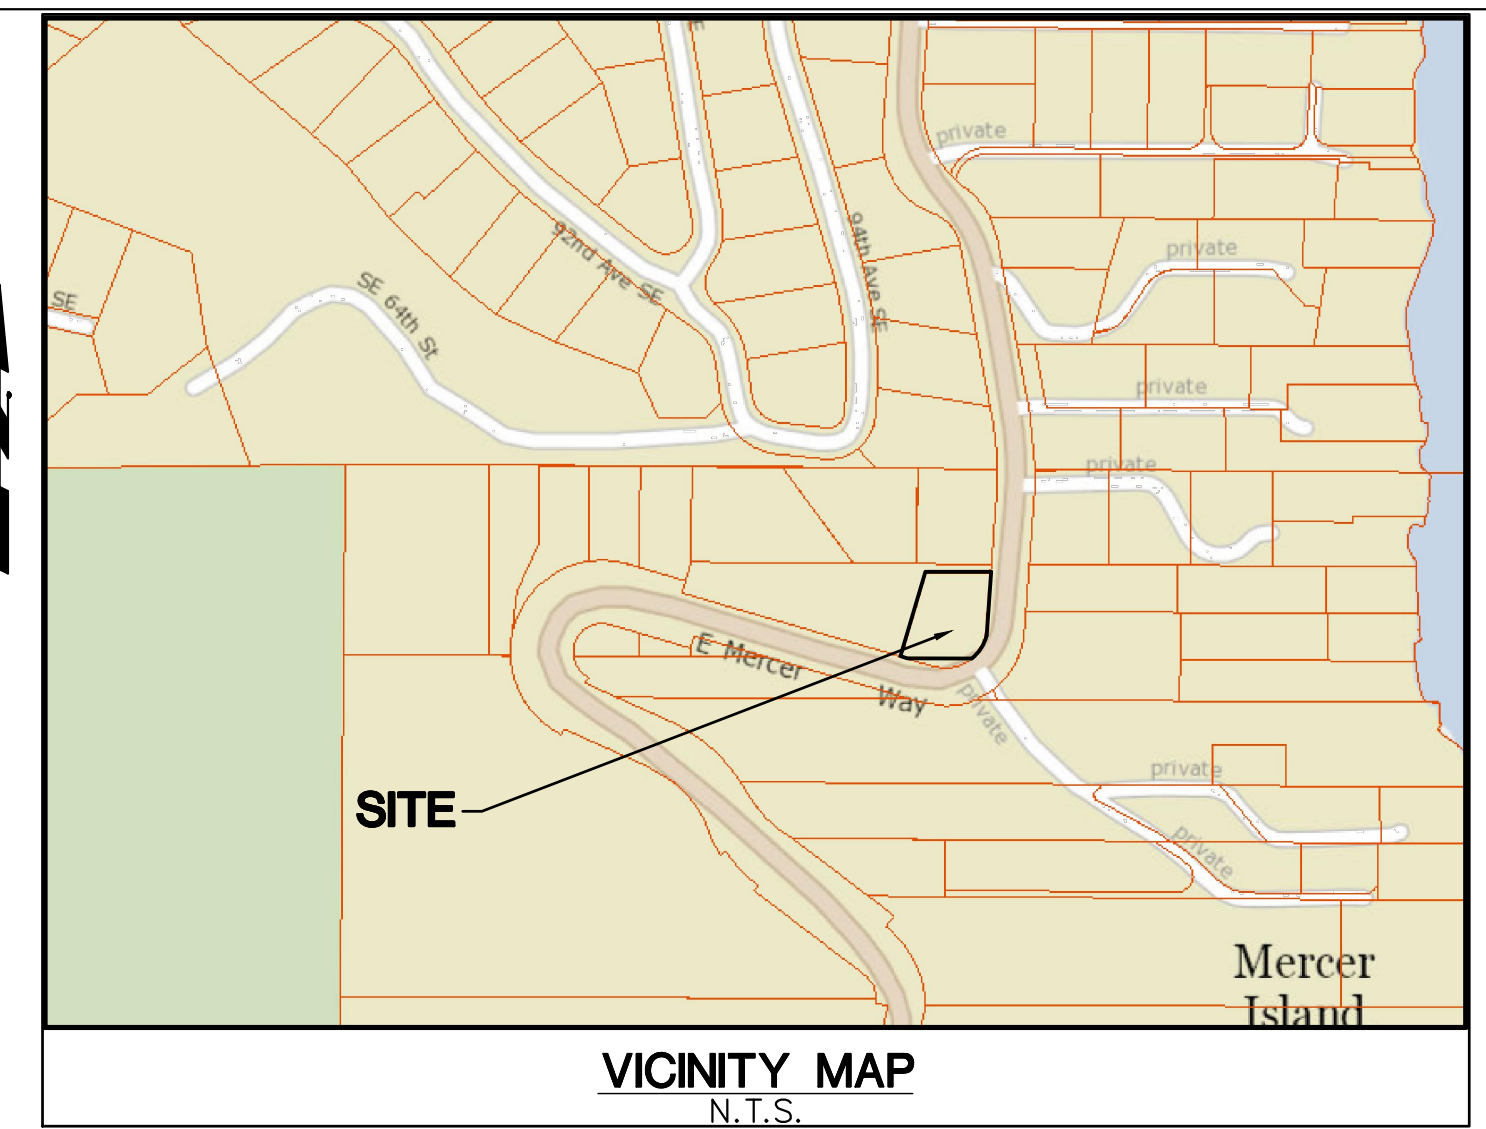 private
92nd Ave SE
94th Ave SE
private
SE
SE 64th St
private
private
E Mercer
Way
private
private
SITE
private
Mercer
Island
VICINITY MAP
N.T.S.